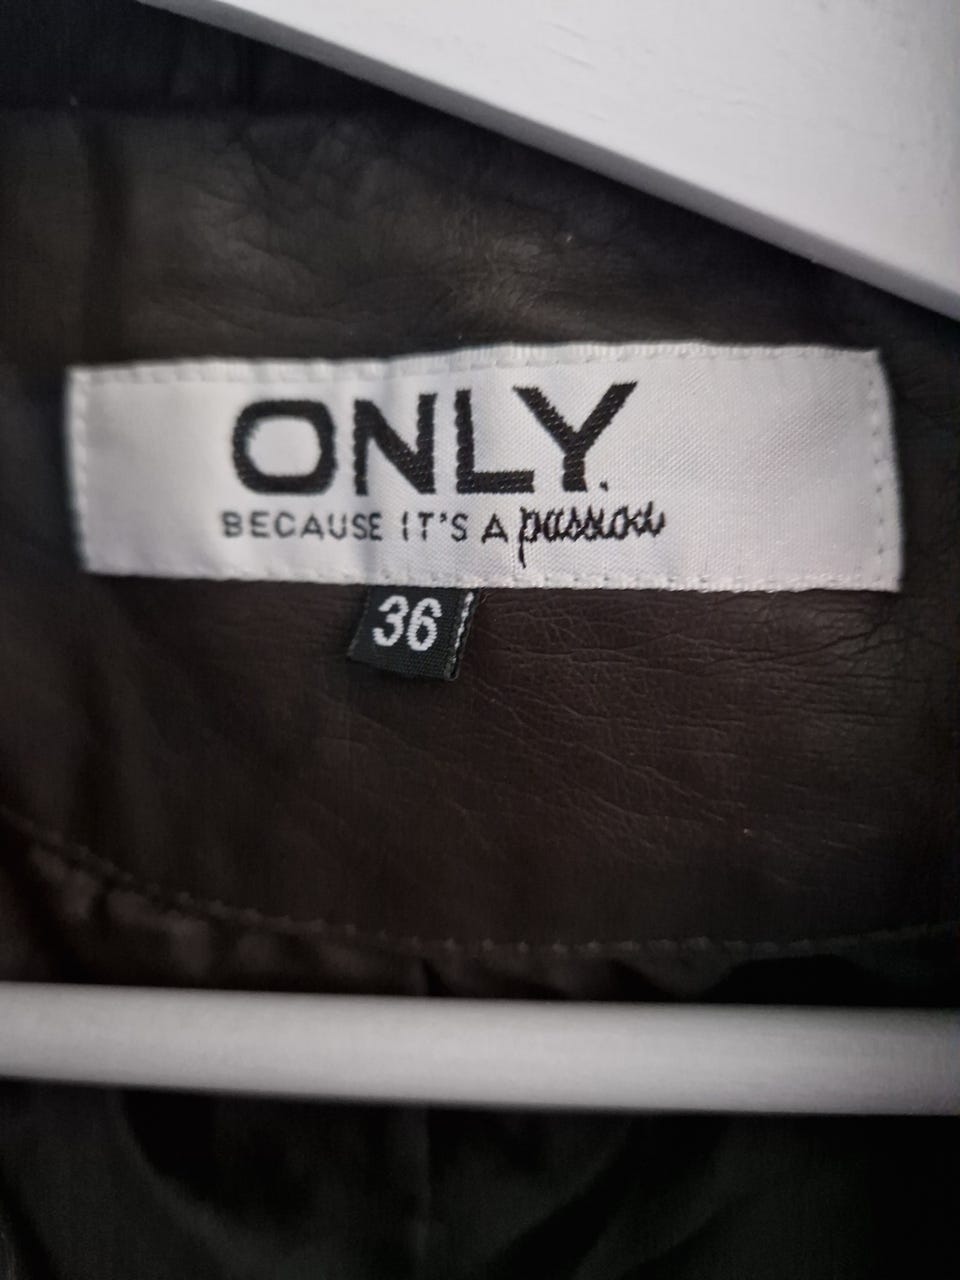 ONLY.
BECAUSE IT'S A passion
36